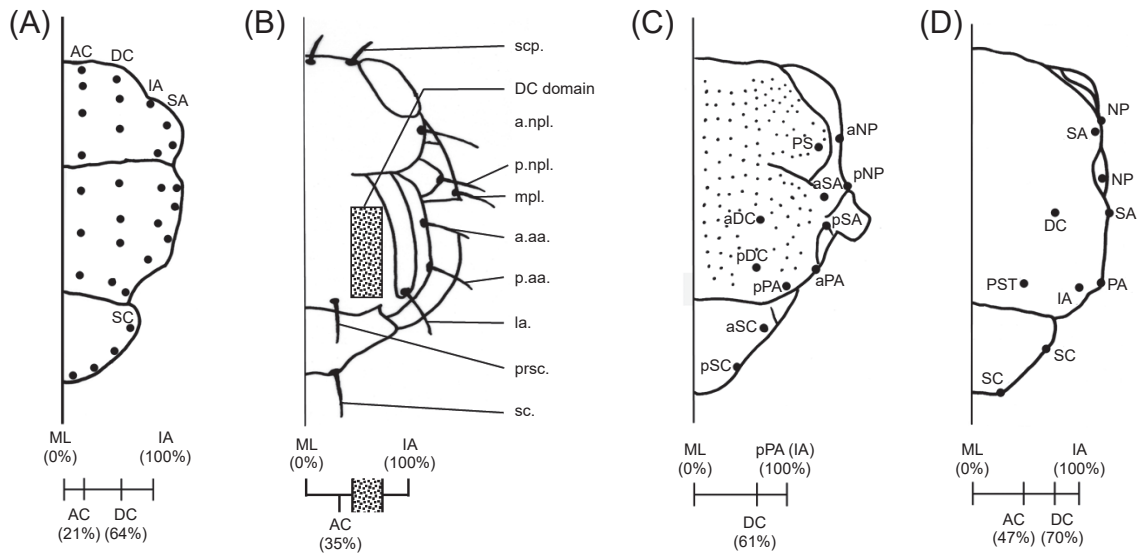 (A)
AC
DC
IA
SA
SC
ML
(0%)
IA
(100%)
AC
(21%)
DC
(64%)
(B)
scp.
DC domain
a.npl.
p.npl.
mpl.
a.aa.
p.aa.
la.
prsc.
sc.
ML
(0%)
IA
(100%)
AC
(35%)
(C)
PS
aNP
pNP
aSA
aDC
pSA
pDC
pPA
aPA
aSC
pSC
ML
(0%)
pPA (IA)
(100%)
DC
(61%)
(D)
NP
SA
NP
DC
SA
PST
IA
PA
SC
SC
ML
(0%)
IA
(100%)
AC
(47%)
DC
(70%)